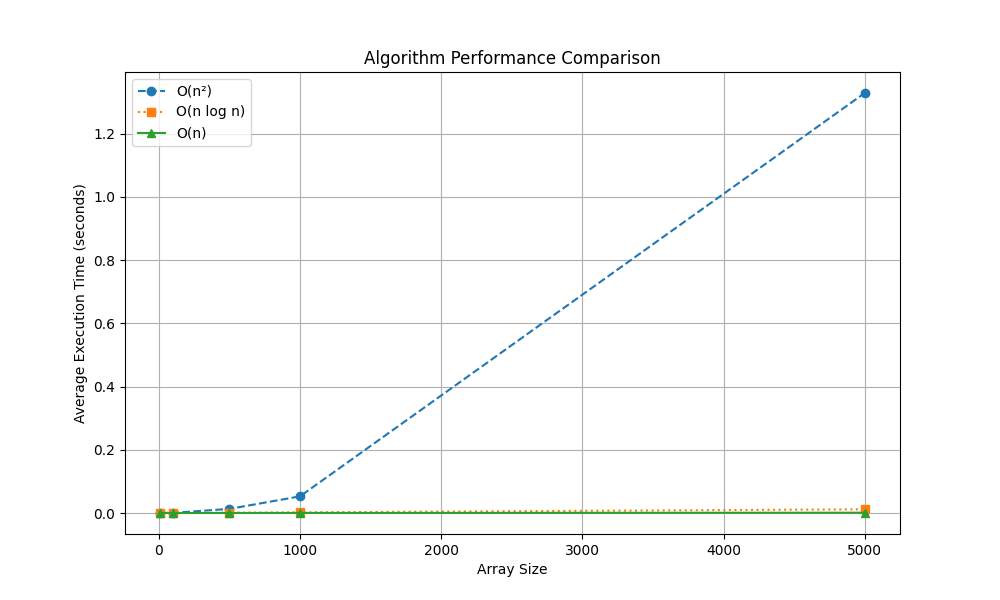 Algorithm Performance Comparison
O(n²)
O(n log n)
O(n)
Average Execution Time (seconds)
1.2
1.0
0.8
0.6
0.4
0.2
0.0
0 1000 2000 3000 4000 5000
Array Size